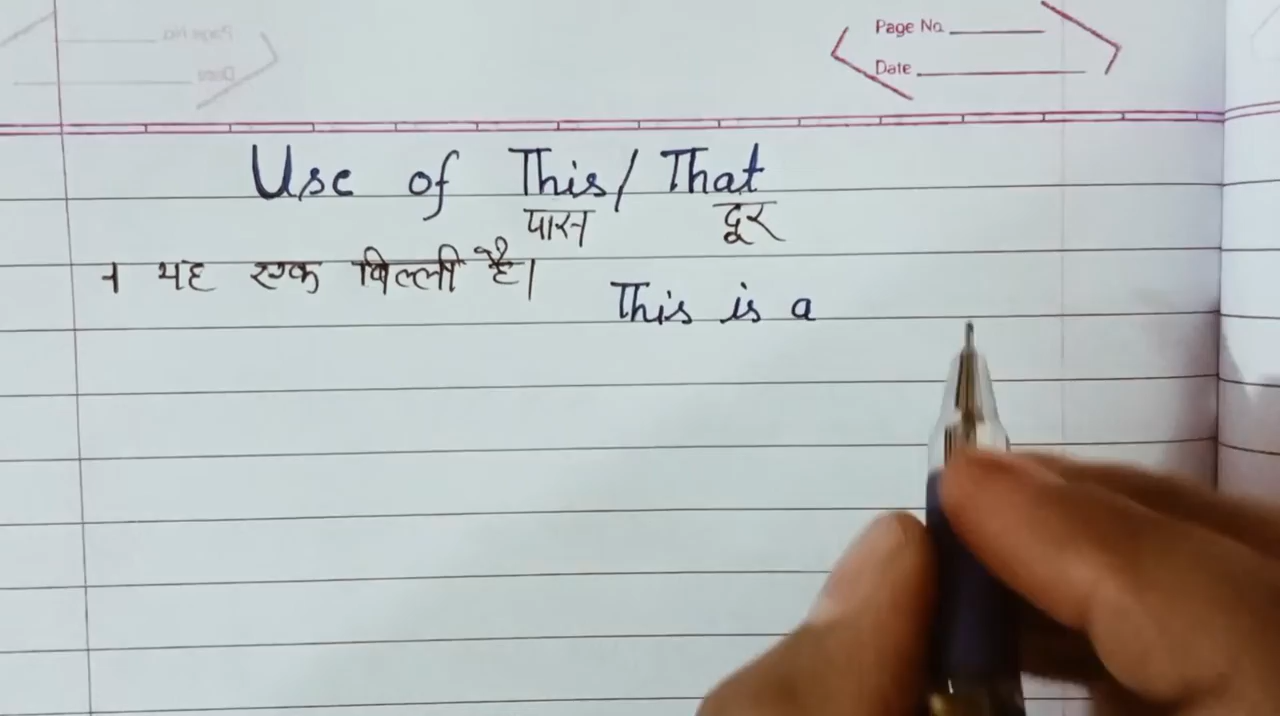 Page No.
Date
Use of This/ That
पास दूर
1 यह एक बिल्ली है।
This is a